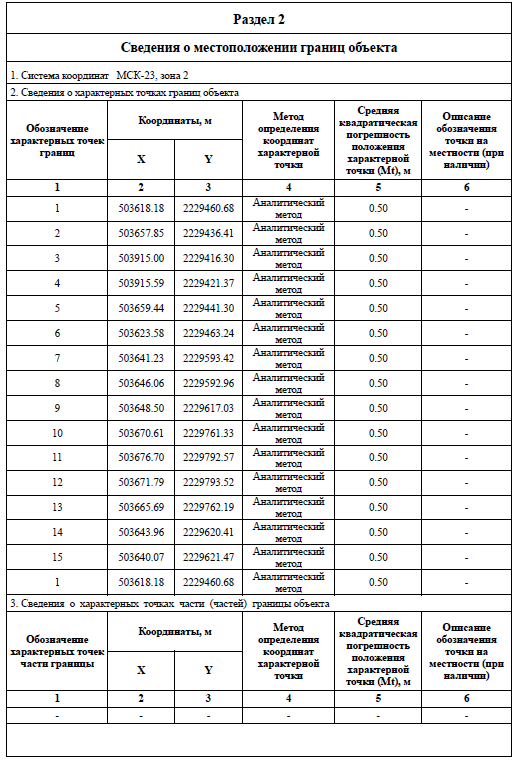 Раздел 2
Сведения о местоположении границ объекта
1. Система координат МСК-23, зона 2
2. Сведения о характерных точках границ объекта
Обозначение характерных точек границ
Координаты, м
Метод определения координат характерной точки
Средняя квадратическая погрешность положения характерной точки (Mt), м
Описание обозначения точки на местности (при наличии)
X Y
1 2 3 4 5 6
1 503618.18 2229460.68 Аналитический метод 0.50 -
2 503657.85 2229436.41 Аналитический метод 0.50 -
3 503915.00 2229416.30 Аналитический метод 0.50 -
4 503915.59 2229421.37 Аналитический метод 0.50 -
5 503659.44 2229441.30 Аналитический метод 0.50 -
6 503623.58 2229463.24 Аналитический метод 0.50 -
7 503641.23 2229593.42 Аналитический метод 0.50 -
8 503646.06 2229592.96 Аналитический метод 0.50 -
9 503648.50 2229617.03 Аналитический метод 0.50 -
10 503670.61 2229761.33 Аналитический метод 0.50 -
11 503676.70 2229792.57 Аналитический метод 0.50 -
12 503671.79 2229793.52 Аналитический метод 0.50 -
13 503665.69 2229762.19 Аналитический метод 0.50 -
14 503643.96 2229620.41 Аналитический метод 0.50 -
15 503640.07 2229621.47 Аналитический метод 0.50 -
1 503618.18 2229460.68 Аналитический метод 0.50 -
3. Сведения о характерных точках части (частей) границы объекта
Обозначение характерных точек части границы
Координаты, м
Метод определения координат характерной точки
Средняя квадратическая погрешность положения характерной точки (Mt), м
Описание обозначения точки на местности (при наличии)
X Y
1 2 3 4 5 6
- - - - - -